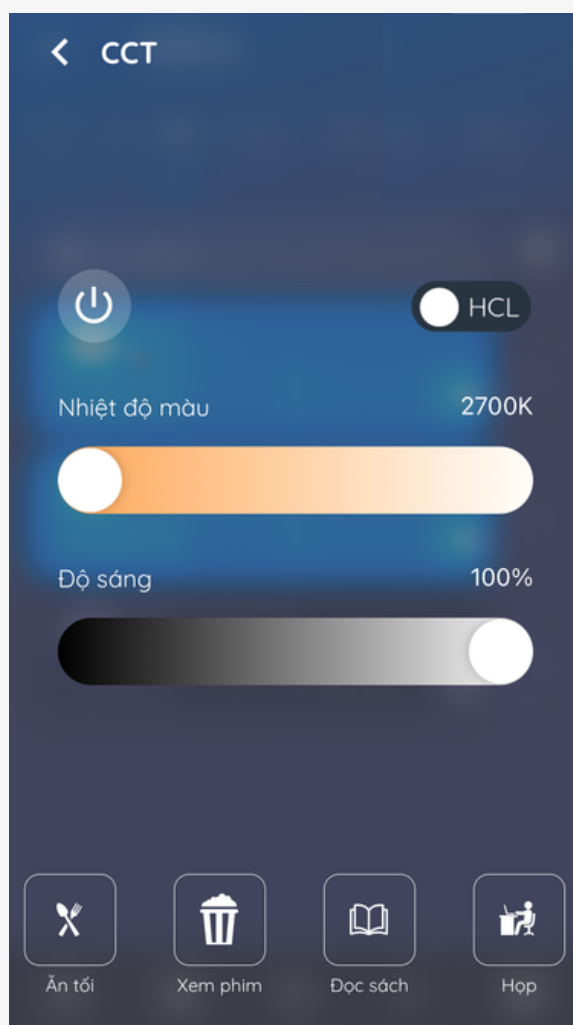 CCT
HCL
Nhiệt độ màu 2700K
Độ sáng 100%
Ăn tối Xem phim Đọc sách Họp